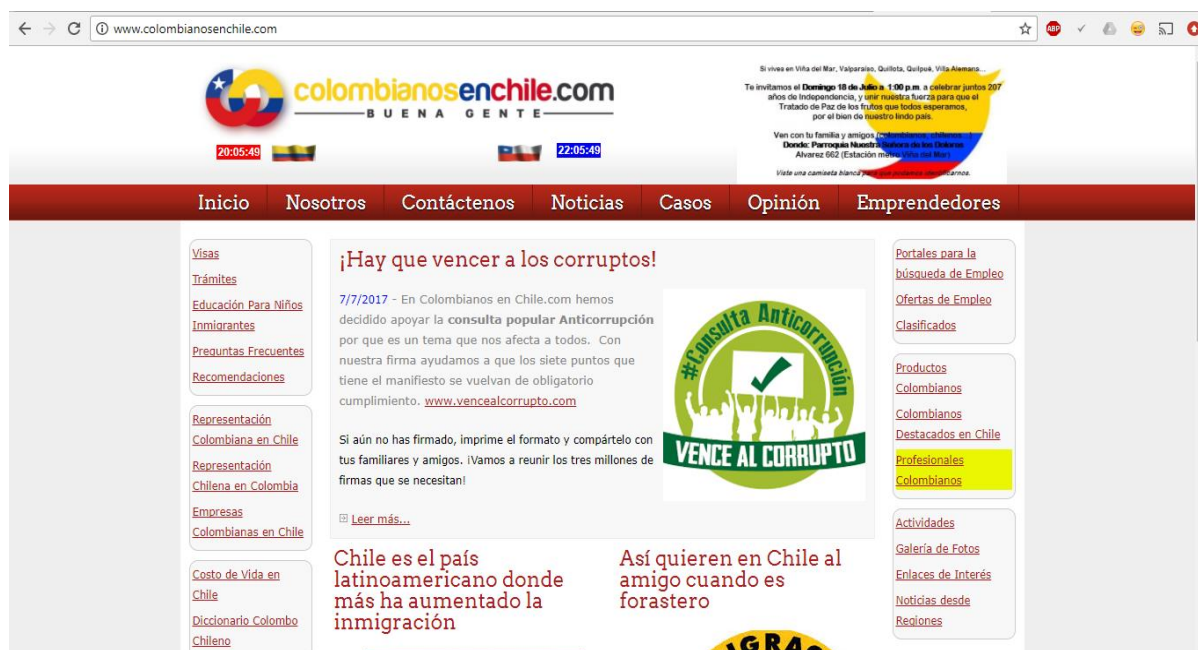 www.colombianosenchile.com
ABP
colombianosenchile.com
BUENA GENTE
20:05:49
22:05:49
Si vives en Viña del Mar, Valparaíso, Quillota, Quilpué, Villa Alemana...
Te invitamos el Domingo 18 de Julio a 1:00 p.m. a celebrar juntos 207
años de Independencia, y unir nuestra fuerza para que el
Tratado de Paz de los frutos que todos esperamos,
por el bien de nuestro lindo país.
Ven con tu familia y amigos (colombianos, chilenos...)
Donde: Parroquia Nuestra Señora de los Dolores
Alvarez 662 (Estación metro Viña del Mar)
Viste una camiseta blanca para que podamos identificarnos.
Inicio
Nosotros
Contáctenos
Noticias
Casos
Opinión
Emprendedores
Visas
Trámites
Educación Para Niños
Inmigrantes
Preguntas Frecuentes
Recomendaciones
Representación
Colombiana en Chile
Representación
Chilena en Colombia
Empresas
Colombianas en Chile
Costo de Vida en
Chile
Diccionario Colombo
Chileno
¡Hay que vencer a los corruptos!
7/7/2017 - En Colombianos en Chile.com hemos
decidido apoyar la consulta popular Anticorrupción
por que es un tema que nos afecta a todos. Con
nuestra firma ayudamos a que los siete puntos que
tiene el manifiesto se vuelvan de obligatorio
cumplimiento. www.vencealcorrupto.com
Si aún no has firmado, imprime el formato y compártelo con
tus familiares y amigos. ¡Vamos a reunir los tres millones de
firmas que se necesitan!
Leer más...
#Consulta Anticorrupción
VENCE AL CORRUPTO
Chile es el país
latinoamericano donde
más ha aumentado la
inmigración
Así quieren en Chile al
amigo cuando es
forastero
Portales para la
búsqueda de Empleo
Ofertas de Empleo
Clasificados
Productos
Colombianos
Colombianos
Destacados en Chile
Profesionales
Colombianos
Actividades
Galería de Fotos
Enlaces de Interés
Noticias desde
Regiones